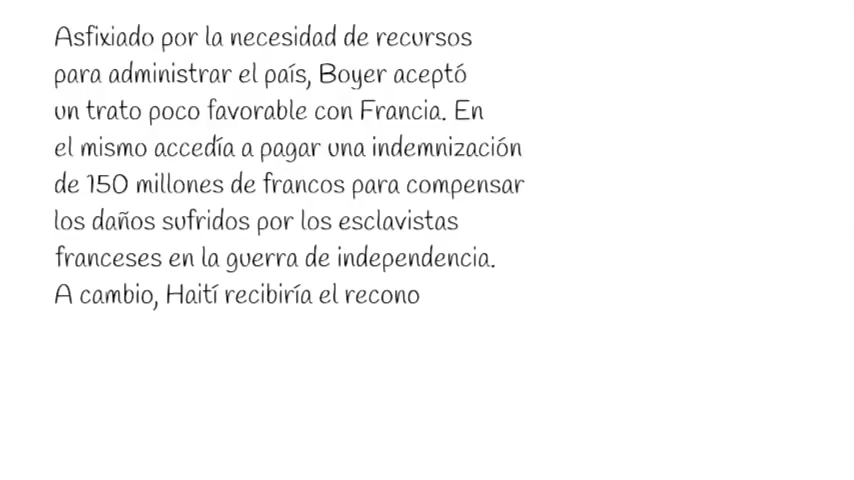 Asfixiado por la necesidad de recursos
para administrar el país, Boyer aceptó
un trato poco favorable con Francia. En
el mismo accedía a pagar una indemnización
de 150 millones de francos para compensar
los daños sufridos por los esclavistas
franceses en la guerra de independencia.
A cambio, Haití recibiría el recono